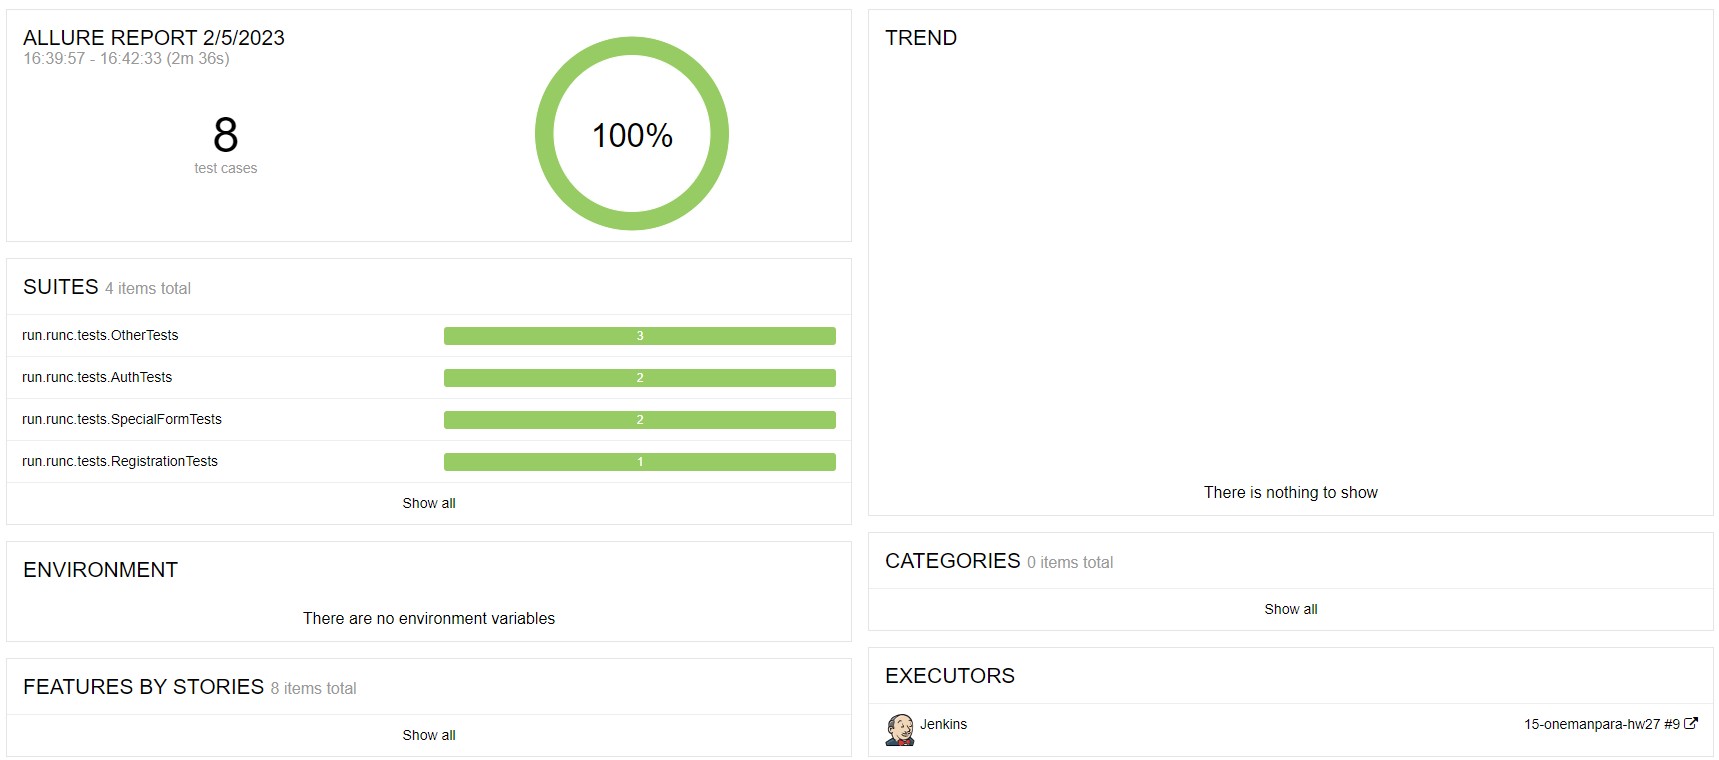 ALLURE REPORT 2/5/2023
16:39:57 - 16:42:33 (2m 36s)
8
test cases
100%
SUITES 4 items total
run.runc.tests.OtherTests 3
run.runc.tests.AuthTests 2
run.runc.tests.SpecialFormTests 2
run.runc.tests.RegistrationTests 1
Show all
ENVIRONMENT
There are no environment variables
FEATURES BY STORIES 8 items total
Show all
TREND
There is nothing to show
CATEGORIES 0 items total
Show all
EXECUTORS
Jenkins 15-onemanpara-hw27 #9